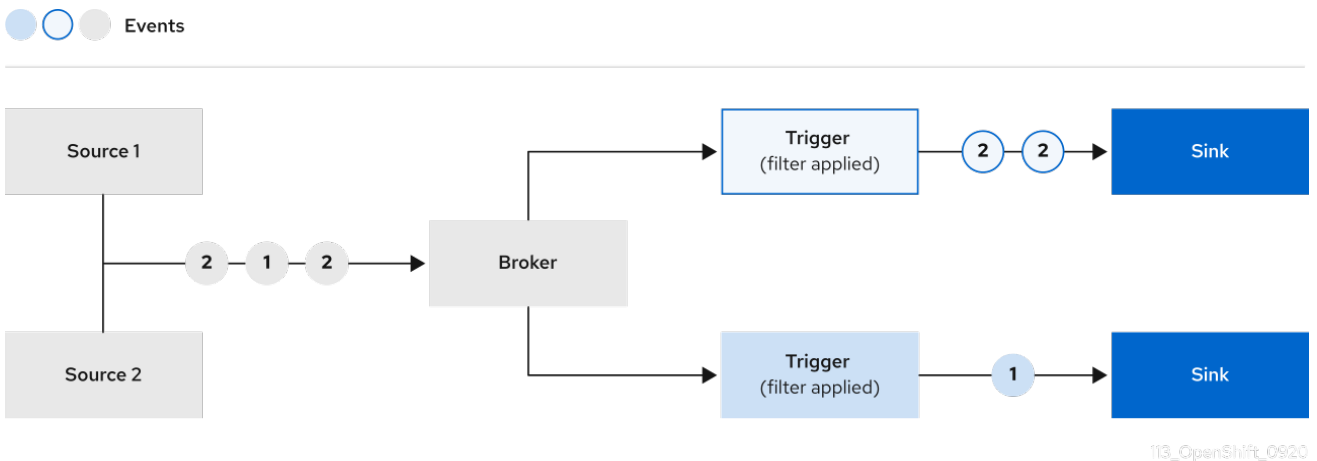 Events
Source 1
Trigger
(filter applied)
2
2
Sink
2
1
2
Broker
Source 2
Trigger
(filter applied)
1
Sink
113_OpenShift_0920